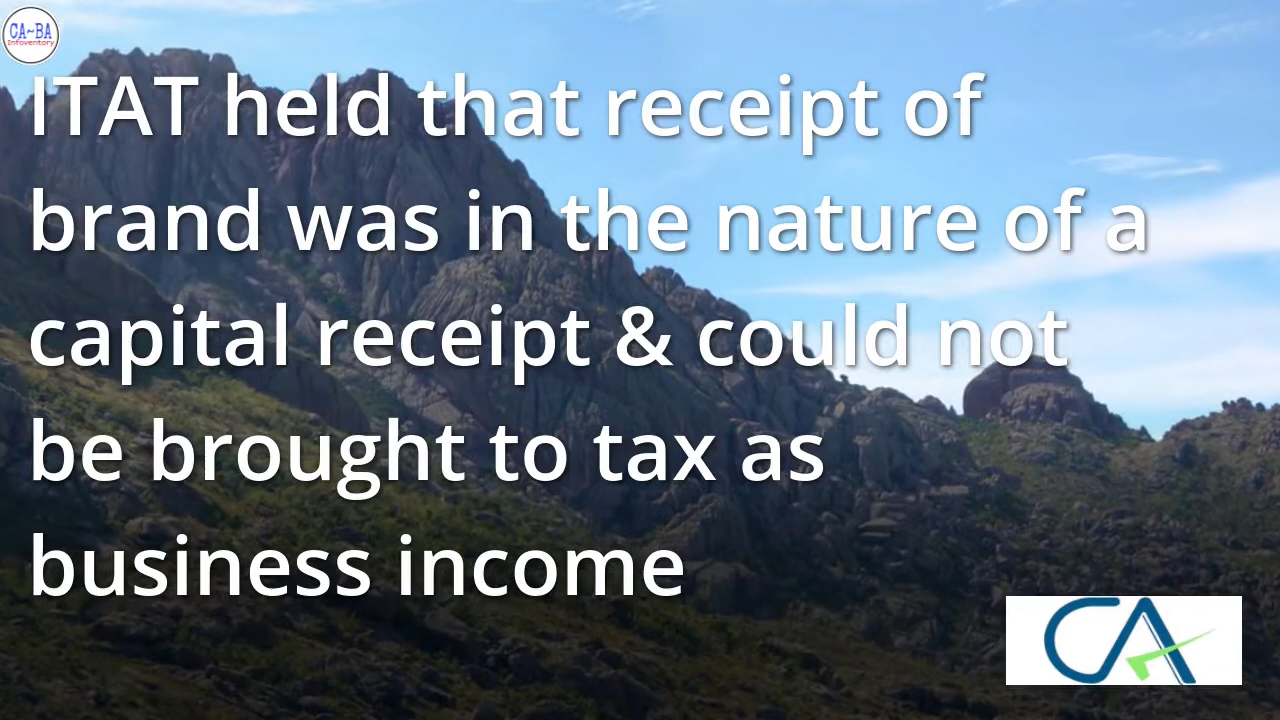 CA~BA
Infoventory
ITAT held that receipt of
brand was in the nature of a
capital receipt & could not
be brought to tax as
business income
CA